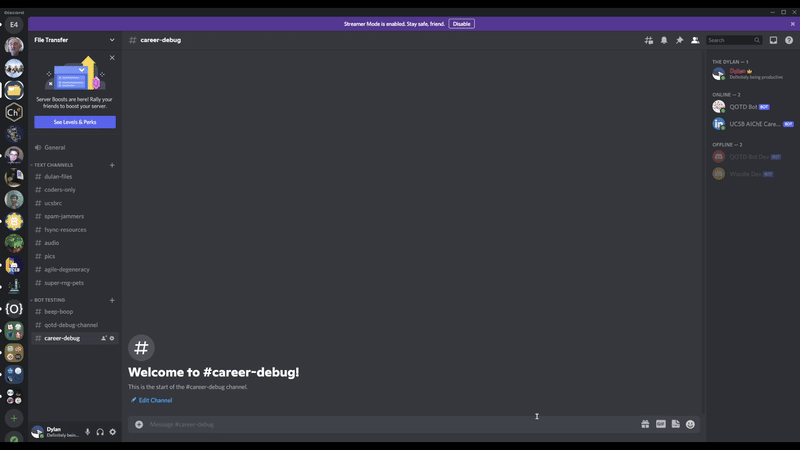 Discord
Streamer Mode is enabled. Stay safe, friend.
Disable
E4
File Transfer
career-debug
Search
Server Boosts are here! Rally your
friends to boost your server.
See Levels & Perks
General
TEXT CHANNELS
dulan-files
coders-only
ucsbrc
spam-jammers
fsync-resources
audio
pics
agile-degeneracy
super-rng-pets
BOT TESTING
beep-boop
qotd-debug-channel
career-debug
Dylan
Definitely bein...
Welcome to #career-debug!
This is the start of the #career-debug channel.
Edit Channel
Message #career-debug
GIF
THE DYLAN — 1
Dylan
Definitely being productive
ONLINE — 2
QOTD Bot BOT
UCSB AIChE Care... BOT
OFFLINE — 2
QOTD Bot Dev BOT
Dev BOT